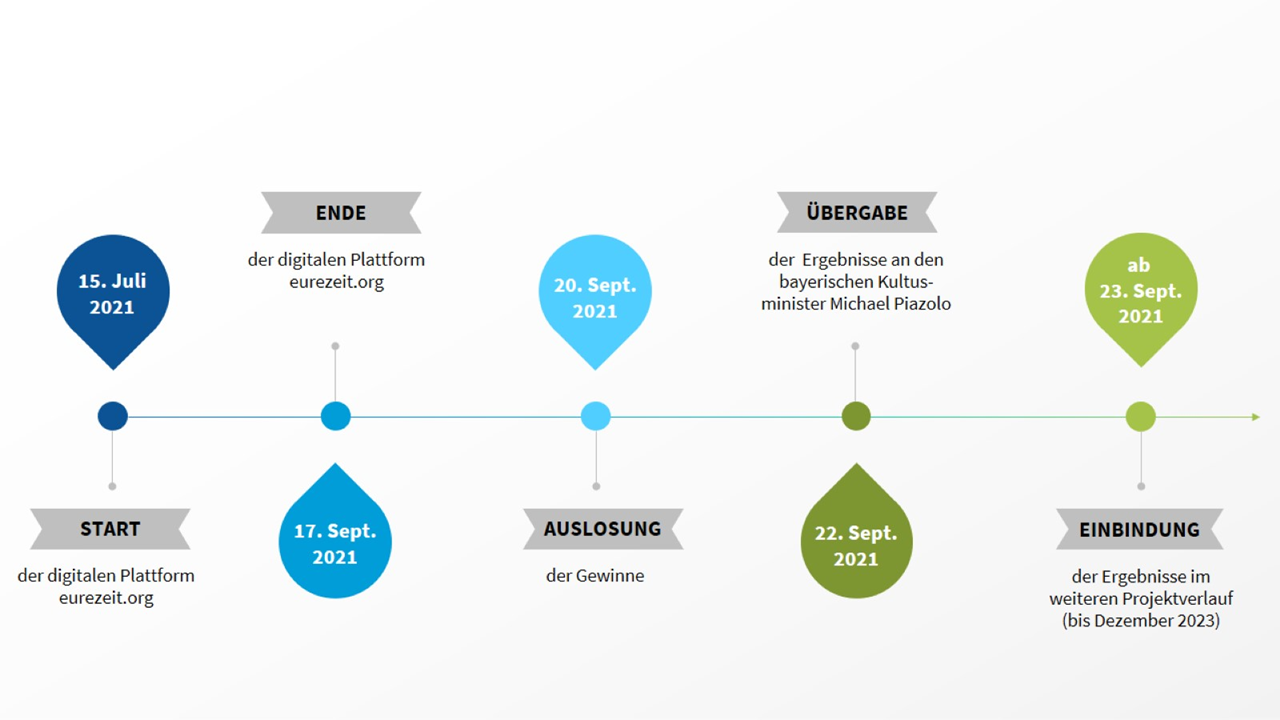 15. Juli
2021
START
der digitalen Plattform
eurezeit.org
ENDE
der digitalen Plattform
eurezeit.org
17. Sept.
2021
20. Sept.
2021
AUSLOSUNG
der Gewinne
ÜBERGABE
der Ergebnisse an den
bayerischen Kultus-
minister Michael Piazolo
22. Sept.
2021
ab
23. Sept.
2021
EINBINDUNG
der Ergebnisse im
weiteren Projektverlauf
(bis Dezember 2023)